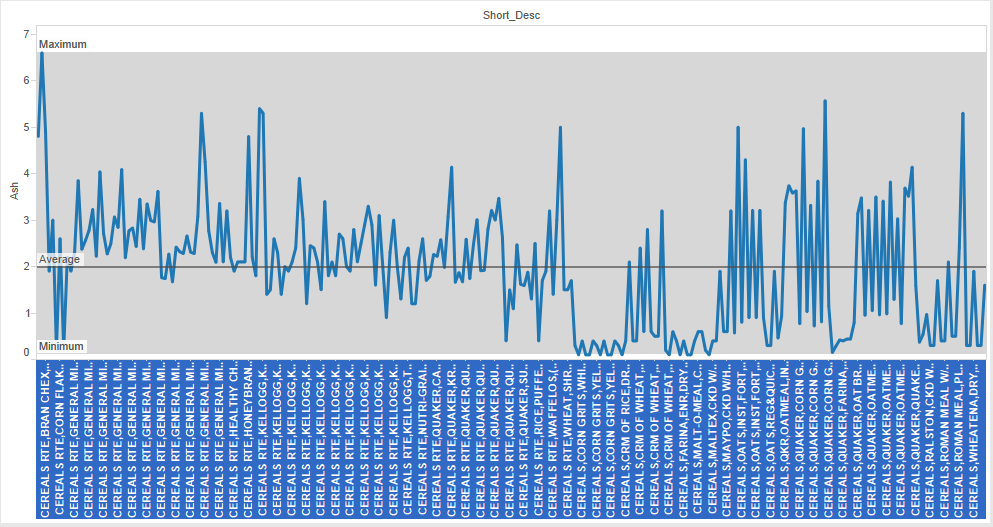 Short_Desc
7
Maximum
6
5
4
Ash
3
Average
2
1
Minimum
0
CEREALS RTE,BRAN CHEX,..
CEREALS RTE,CORN FLAK..
CEREALS RTE,GENERAL MI..
CEREALS RTE,GENERAL MI..
CEREALS RTE,GENERAL MI..
CEREALS RTE,GENERAL MI..
CEREALS RTE,GENERAL MI..
CEREALS RTE,GENERAL MI..
CEREALS RTE,GENERAL MI..
CEREALS RTE,GENERAL MI..
CEREALS RTE,GENERAL MI..
CEREALS RTE,GENERAL MI..
CEREALS RTE,GENERAL MI..
CEREALS RTE,HEALTHY CH..
CEREALS RTE,HONEYBRAN..
CEREALS RTE,KELLOGG,K..
CEREALS RTE,KELLOGG,K..
CEREALS RTE,KELLOGG,K..
CEREALS RTE,KELLOGG,K..
CEREALS RTE,KELLOGG,K..
CEREALS RTE,KELLOGG,K..
CEREALS RTE,KELLOGG,K..
CEREALS RTE,KELLOGG,K..
CEREALS RTE,KELLOGG,K..
CEREALS RTE,KELLOGG,K..
CEREALS RTE,KELLOGG,T..
CEREALS RTE,NUTRI-GRAI..
CEREALS RTE,QUAKER,CA..
CEREALS RTE,QUAKER,KR..
CEREALS RTE,QUAKER,QU..
CEREALS RTE,QUAKER,QU..
CEREALS RTE,QUAKER,QU..
CEREALS RTE,QUAKER,QU..
CEREALS RTE,QUAKER,SU..
CEREALS RTE,RICE,PUFFE..
CEREALS RTE,WAFFELO S,(..
CEREALS RTE,WHEAT,SHR..
CEREALS,CORN GRITS,WHI..
CEREALS,CORN GRITS,YEL..
CEREALS,CORN GRITS,YEL..
CEREALS,CRM OF RICE,DR..
CEREALS,CRM OF WHEAT,..
CEREALS,CRM OF WHEAT,..
CEREALS,CRM OF WHEAT,..
CEREALS,FARINA,ENR,DRY..
CEREALS,MALT-O-MEAL,C..
CEREALS,MALTEX,CKD W/..
CEREALS,MAYPO,CKD W/H..
CEREALS,OATS,INST,FORT,..
CEREALS,OATS,INST,FORT,..
CEREALS,OATS,REG&QUIC..
CEREALS,QKR,OATMEAL,IN..
CEREALS,QUAKER,CORN G..
CEREALS,QUAKER,CORN G..
CEREALS,QUAKER,CORN G..
CEREALS,QUAKER,FARINA,..
CEREALS,QUAKER,OAT BR..
CEREALS,QUAKER,OATME..
CEREALS,QUAKER,OATME..
CEREALS,QUAKER,OATME..
CEREALS,QUAKER,QUAKE..
CEREALS,RALSTON,CKD W..
CEREALS,ROMAN MEAL W/..
CEREALS,ROMAN MEAL,PL..
CEREALS,WHEATENA,DRY..